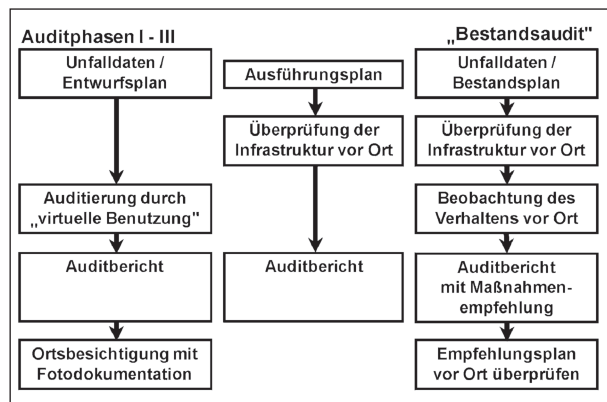 Auditphasen I - III
Unfalldaten /
Entwurfsplan
Auditierung durch
„virtuelle Benutzung"
Auditbericht
Ortsbesichtigung mit
Fotodokumentation
Ausführungsplan
Überprüfung der
Infrastruktur vor Ort
Auditbericht
„Bestandsaudit"
Unfalldaten /
Bestandsplan
Überprüfung der
Infrastruktur vor Ort
Beobachtung des
Verhaltens vor Ort
Auditbericht
mit Maßnahmen-
empfehlung
Empfehlungsplan
vor Ort überprüfen